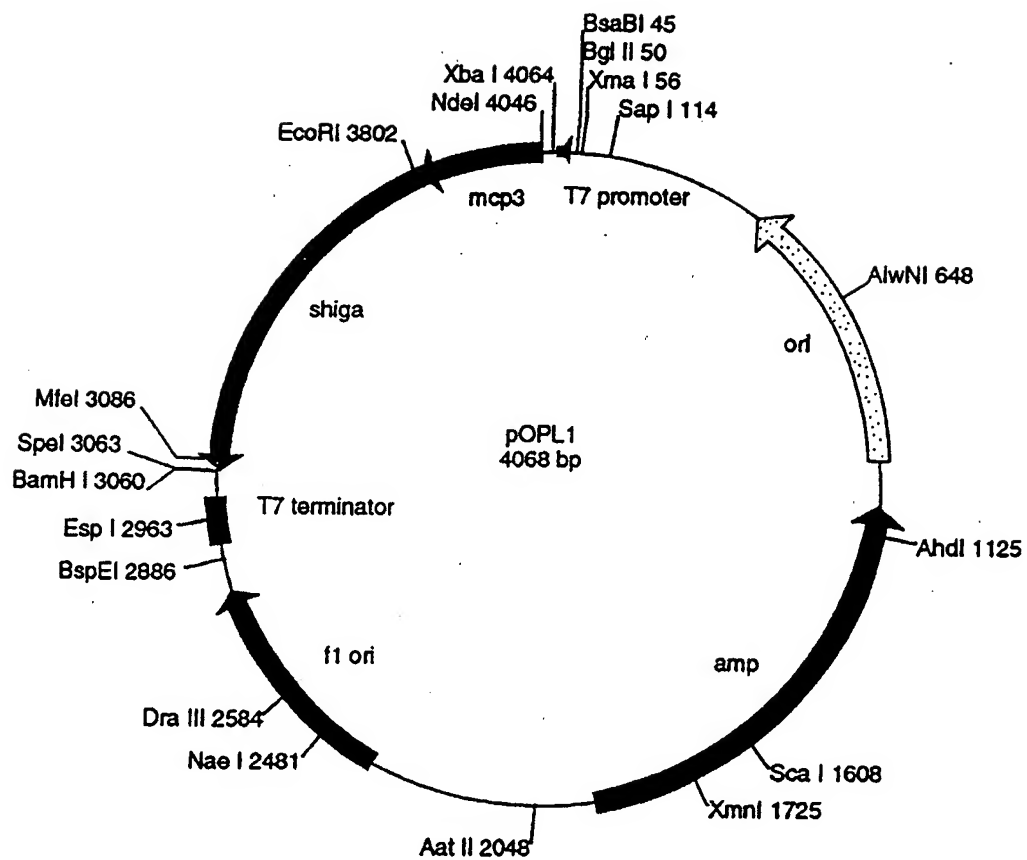 BsaBI 45
Bgl II 50
Xba I 4064
Xma I 56
NdeI 4046
Sap I 114
EcoRI 3802
mcp3
T7 promoter
AlwNI 648
shiga
ori
MfeI 3086
SpeI 3063
pOPL1
4068 bp
BamH I 3060
T7 terminator
Esp I 2963
AhdI 1125
BspEI 2886
f1 ori
amp
Dra III 2584
Nae I 2481
Sca I 1608
XmnI 1725
Aat II 2048